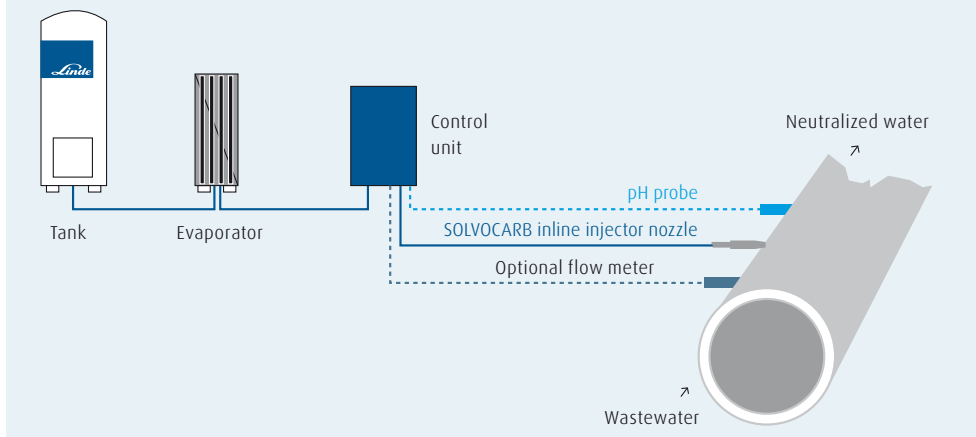 Linde
Control
unit
Neutralized water
pH probe
SOLVOCARB inline injector nozzle
Tank
Evaporator
Optional flow meter
Wastewater